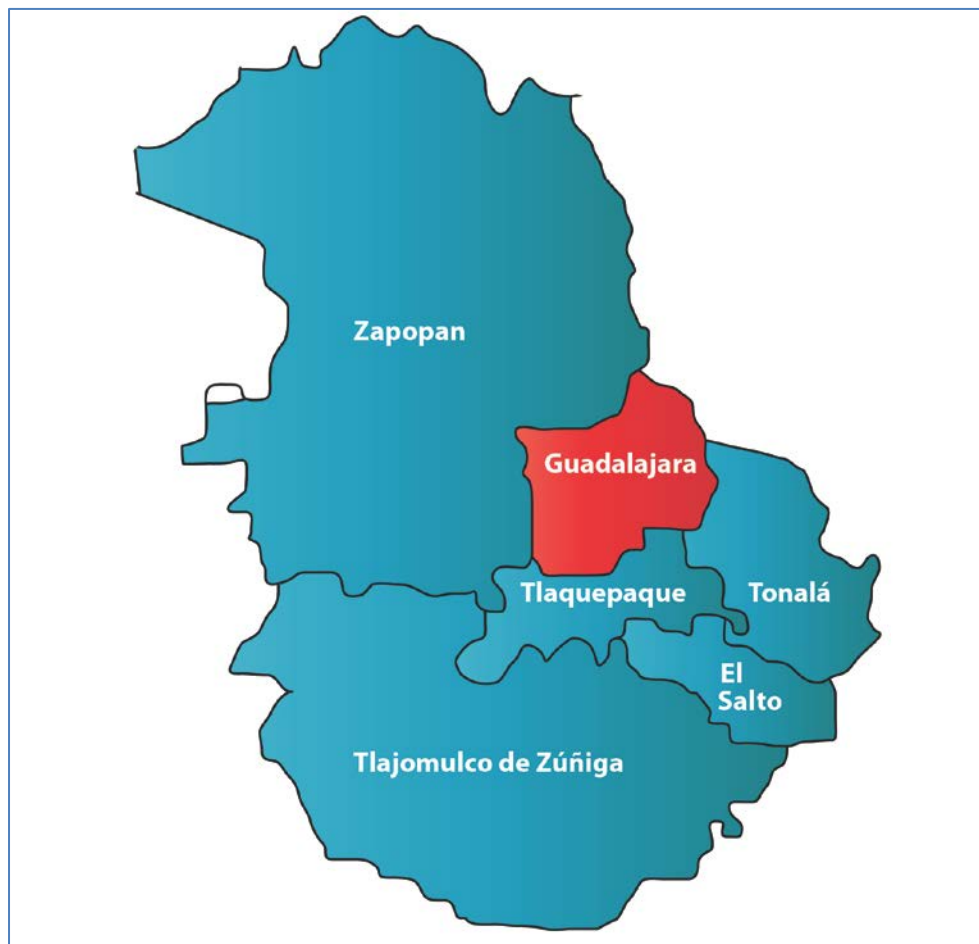 Zapopan
Guadalajara
Tlaquepaque
Tonalá
El
Salto
Tlajomulco de Zúñiga